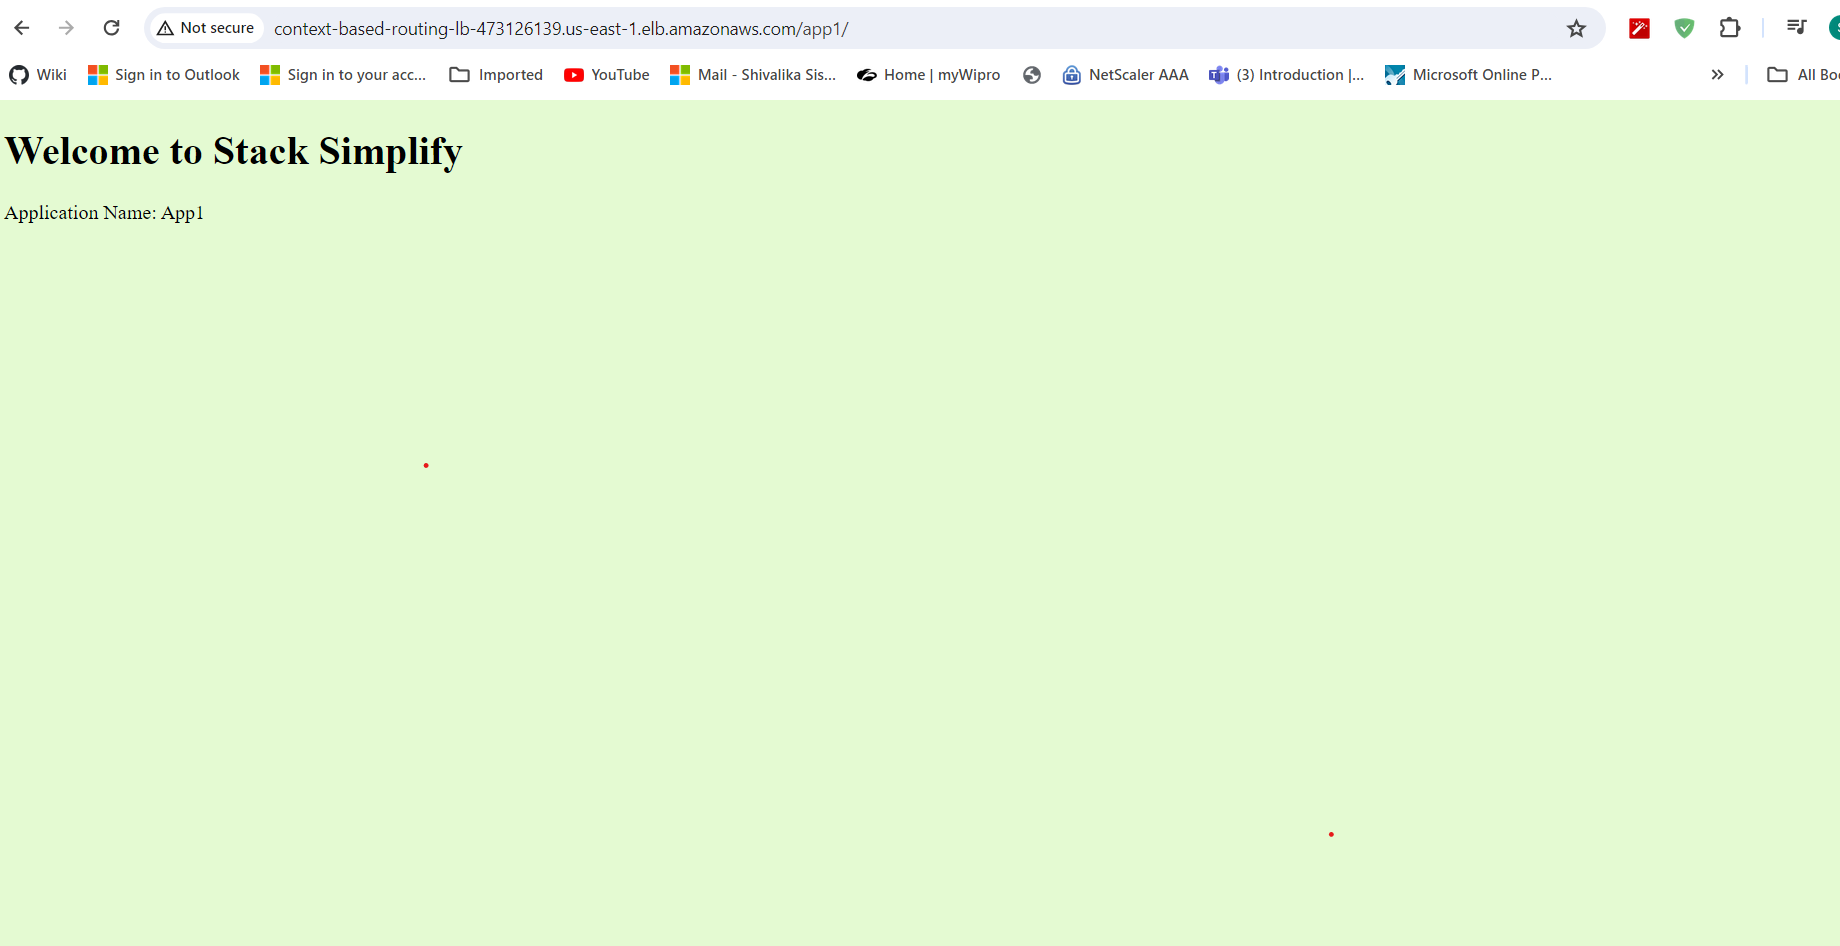 Not secure context-based-routing-lb-473126139.us-east-1.elb.amazonaws.com/app1/
Wiki Sign in to Outlook Sign in to your acc... Imported YouTube Mail - Shivalika Sis... Home | myWipro NetScaler AAA (3) Introduction |... Microsoft Online P... » All Boo
Welcome to Stack Simplify
Application Name: App1